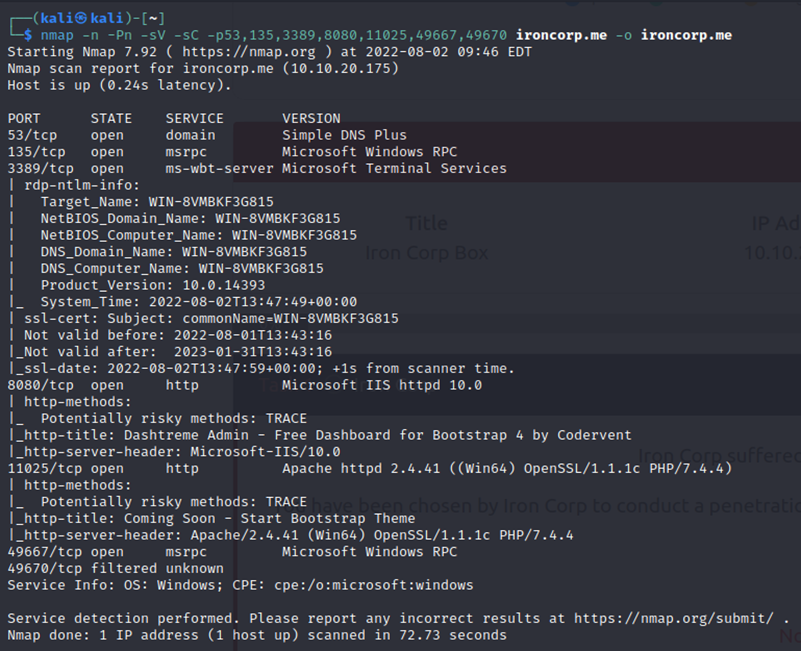 ┌──(kali㉿kali)-[~]
└─$ nmap -n -Pn -sV -sC -p53,135,3389,8080,11025,49667,49670 ironcorp.me -o ironcorp.me
Starting Nmap 7.92 ( https://nmap.org ) at 2022-08-02 09:46 EDT
Nmap scan report for ironcorp.me (10.10.20.175)
Host is up (0.24s latency).

PORT      STATE    SERVICE       VERSION
53/tcp    open     domain        Simple DNS Plus
135/tcp   open     msrpc         Microsoft Windows RPC
3389/tcp  open     ms-wbt-server Microsoft Terminal Services
| rdp-ntlm-info:
|   Target_Name: WIN-8VMBKF3G815
|   NetBIOS_Domain_Name: WIN-8VMBKF3G815
|   NetBIOS_Computer_Name: WIN-8VMBKF3G815
|   DNS_Domain_Name: WIN-8VMBKF3G815
|   DNS_Computer_Name: WIN-8VMBKF3G815
|   Product_Version: 10.0.14393
|_  System_Time: 2022-08-02T13:47:49+00:00
| ssl-cert: Subject: commonName=WIN-8VMBKF3G815
| Not valid before: 2022-08-01T13:43:16
|_Not valid after:  2023-01-31T13:43:16
|_ssl-date: 2022-08-02T13:47:59+00:00; +1s from scanner time.
8080/tcp  open     http          Microsoft IIS httpd 10.0
| http-methods:
|_  Potentially risky methods: TRACE
|_http-title: Dashtreme Admin - Free Dashboard for Bootstrap 4 by Codervent
|_http-server-header: Microsoft-IIS/10.0
11025/tcp open     http          Apache httpd 2.4.41 ((Win64) OpenSSL/1.1.1c PHP/7.4.4)
| http-methods:
|_  Potentially risky methods: TRACE
|_http-title: Coming Soon - Start Bootstrap Theme
|_http-server-header: Apache/2.4.41 (Win64) OpenSSL/1.1.1c PHP/7.4.4
49667/tcp open     msrpc         Microsoft Windows RPC
49670/tcp filtered unknown
Service Info: OS: Windows; CPE: cpe:/o:microsoft:windows

Service detection performed. Please report any incorrect results at https://nmap.org/submit/ .
Nmap done: 1 IP address (1 host up) scanned in 72.73 seconds
Title
IP Ad
Iron Corp Box
10.10.
Iron Corp suffered
have been chosen by Iron Corp to conduct a penetratio
No